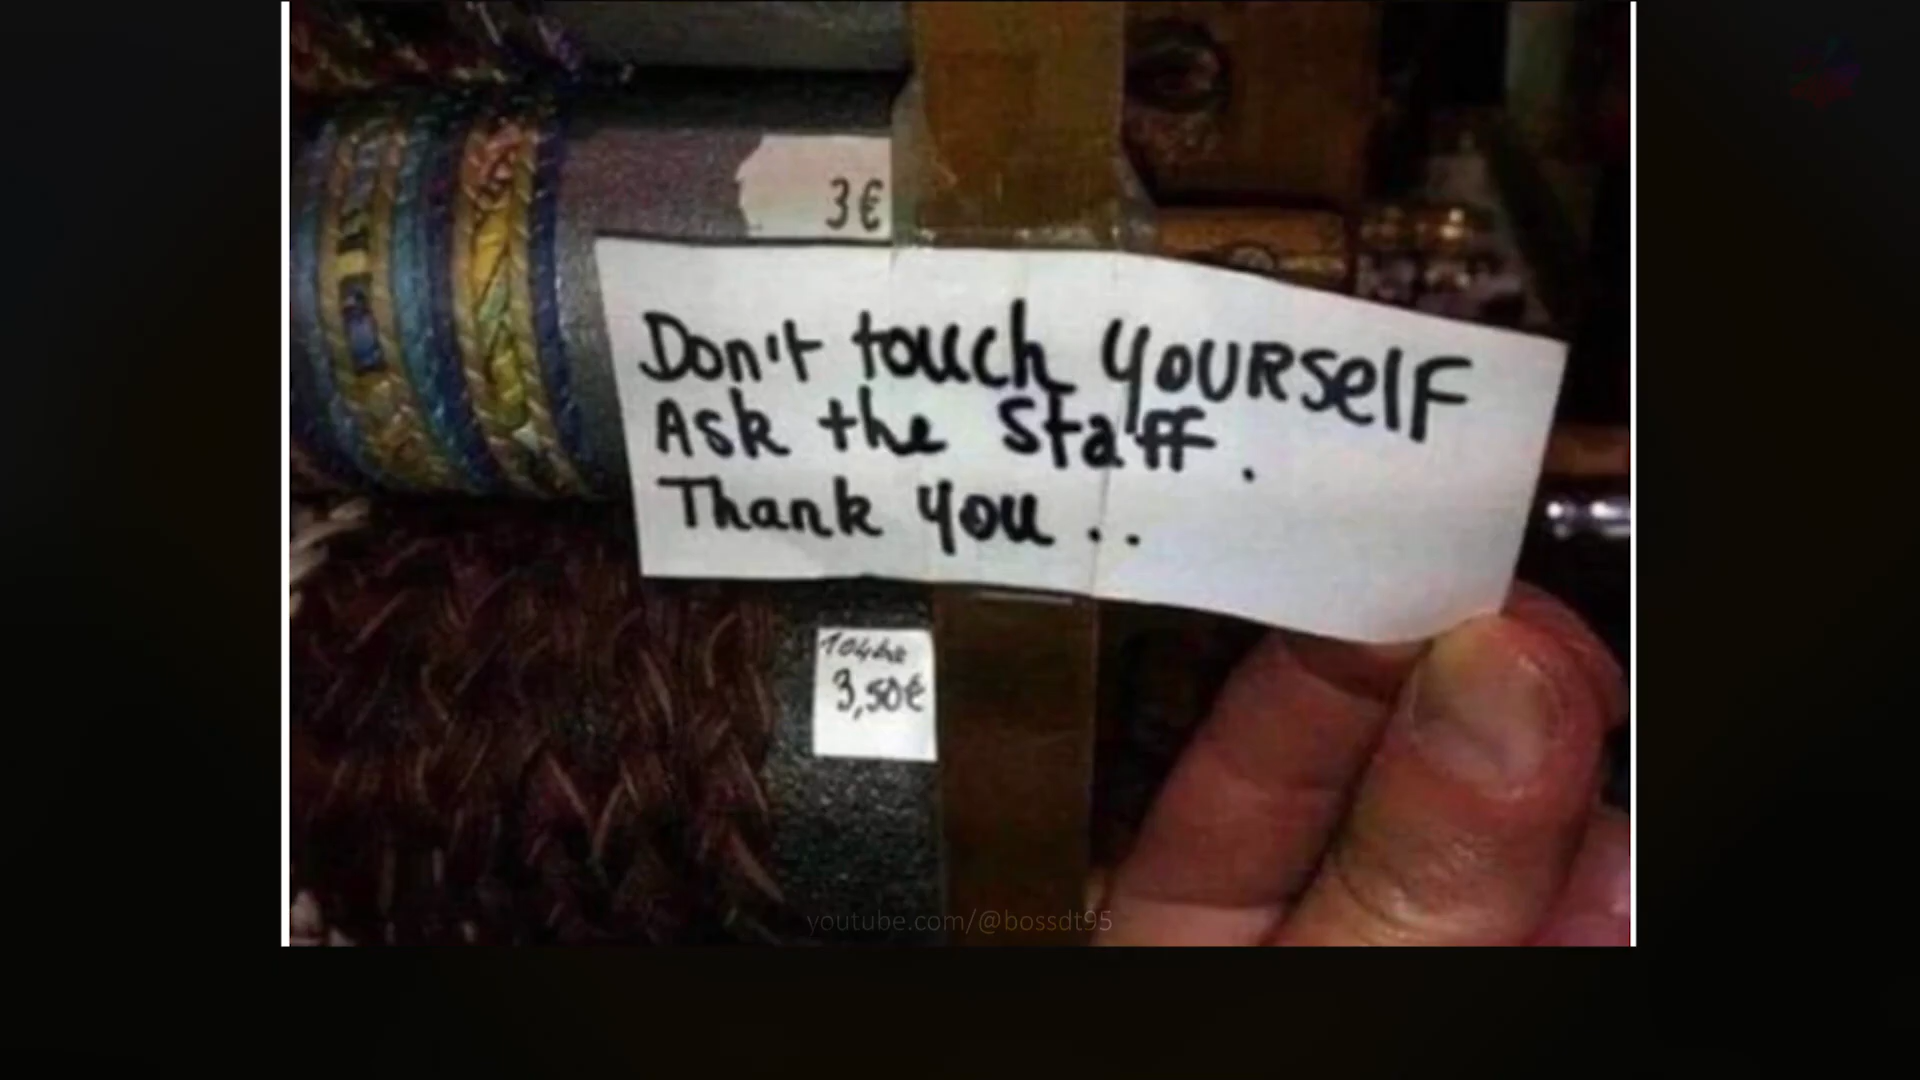 3€
Don't touch yourself
Ask the Staff.
Thank you..
3,50€
youtube.com/@bossdt95